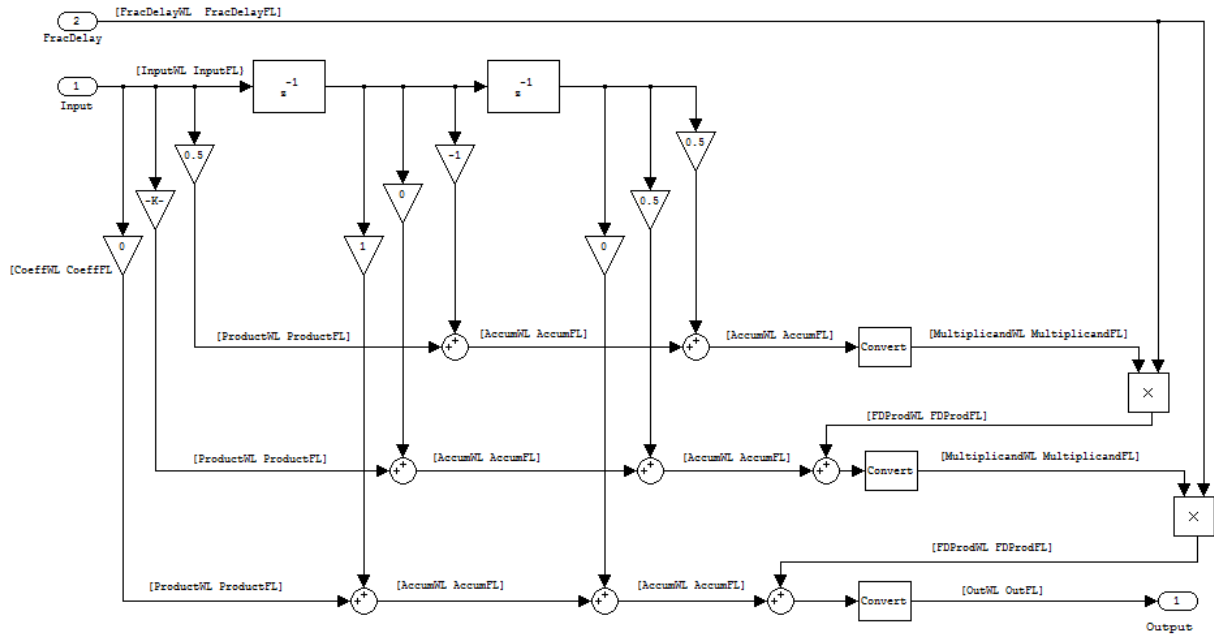 [FracDelayWL FracDelayFL]
2
FracDelay
[InputWL InputFL}
1
Input
-1
z
-1
z
0.5
-1
0.5
-K-
0
0.5
0
1
0
[CoeffWL CoeffFL
[ProductWL ProductFL]
+
+
[AccumWL AccumFL]
+
+
[AccumWL AccumFL]
Convert
[MultiplicandWL MultiplicandFL]
×
[FDProdWL FDProdFL]
[ProductWL ProductFL]
+
+
[AccumWL AccumFL]
+
+
[AccumWL AccumFL]
+
+
Convert
[MultiplicandWL MultiplicandFL]
×
[FDProdWL FDProdFL]
[ProductWL ProductFL]
+
+
[AccumWL AccumFL]
+
+
[AccumWL AccumFL]
+
+
Convert
[OutWL OutFL]
1
Output